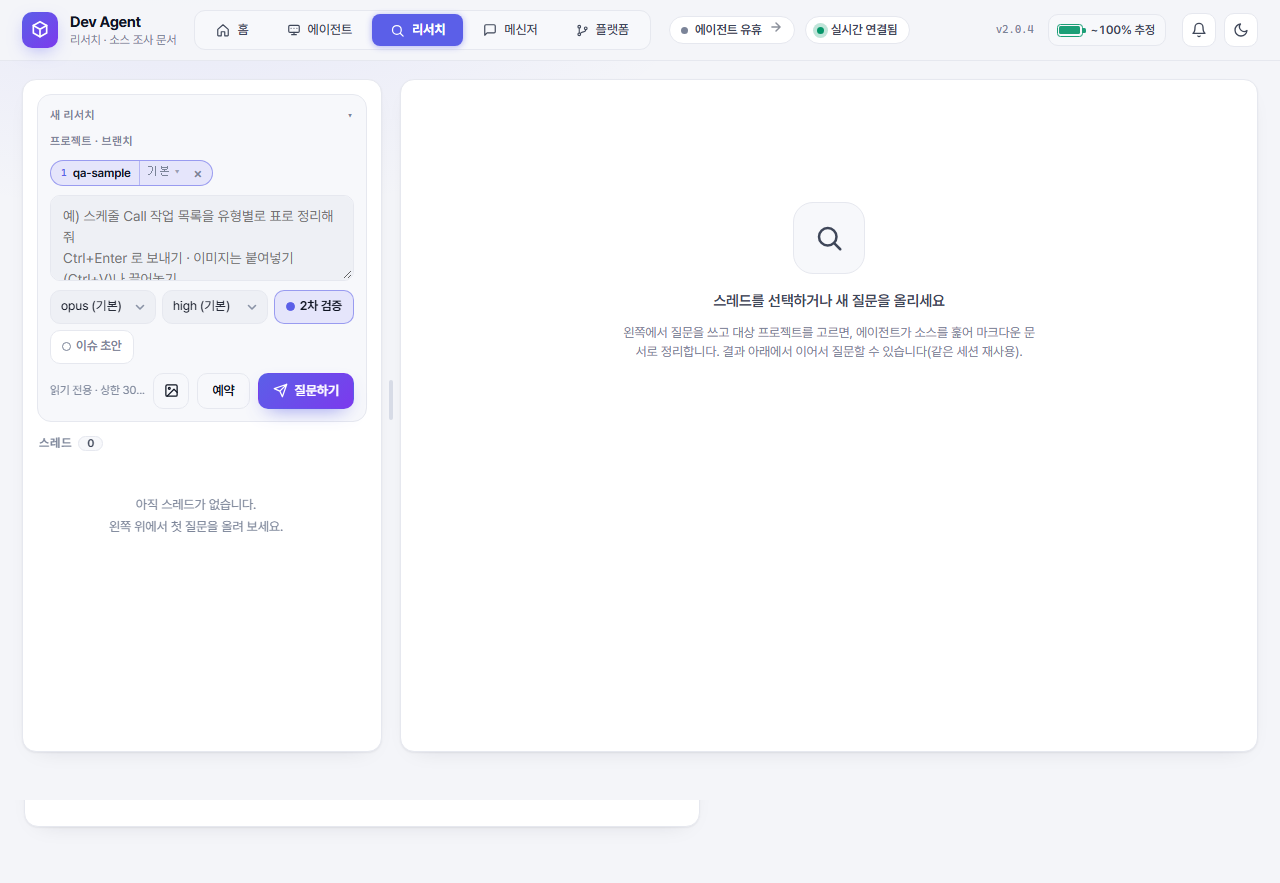 Dev Agent
리서치 · 소스 조사 문서
홈
에이전트
리서치
메신저
플랫폼
에이전트 유휴
실시간 연결됨
v2.0.4
~100% 추정
새 리서치
프로젝트 · 브랜치
1 qa-sample 기본 ×
예) 스케줄 Call 작업 목록을 유형별로 표로 정리해
줘
Ctrl+Enter 로 보내기 · 이미지는 붙여넣기
(Ctrl+V)나 끌어놓기
opus (기본)
high (기본)
2차 검증
이슈 초안
읽기 전용 · 상한 30...
예약
질문하기
스레드 0
아직 스레드가 없습니다.
왼쪽 위에서 첫 질문을 올려 보세요.
스레드를 선택하거나 새 질문을 올리세요
왼쪽에서 질문을 쓰고 대상 프로젝트를 고르면, 에이전트가 소스를 훑어 마크다운 문
서로 정리합니다. 결과 아래에서 이어서 질문할 수 있습니다(같은 세션 재사용).